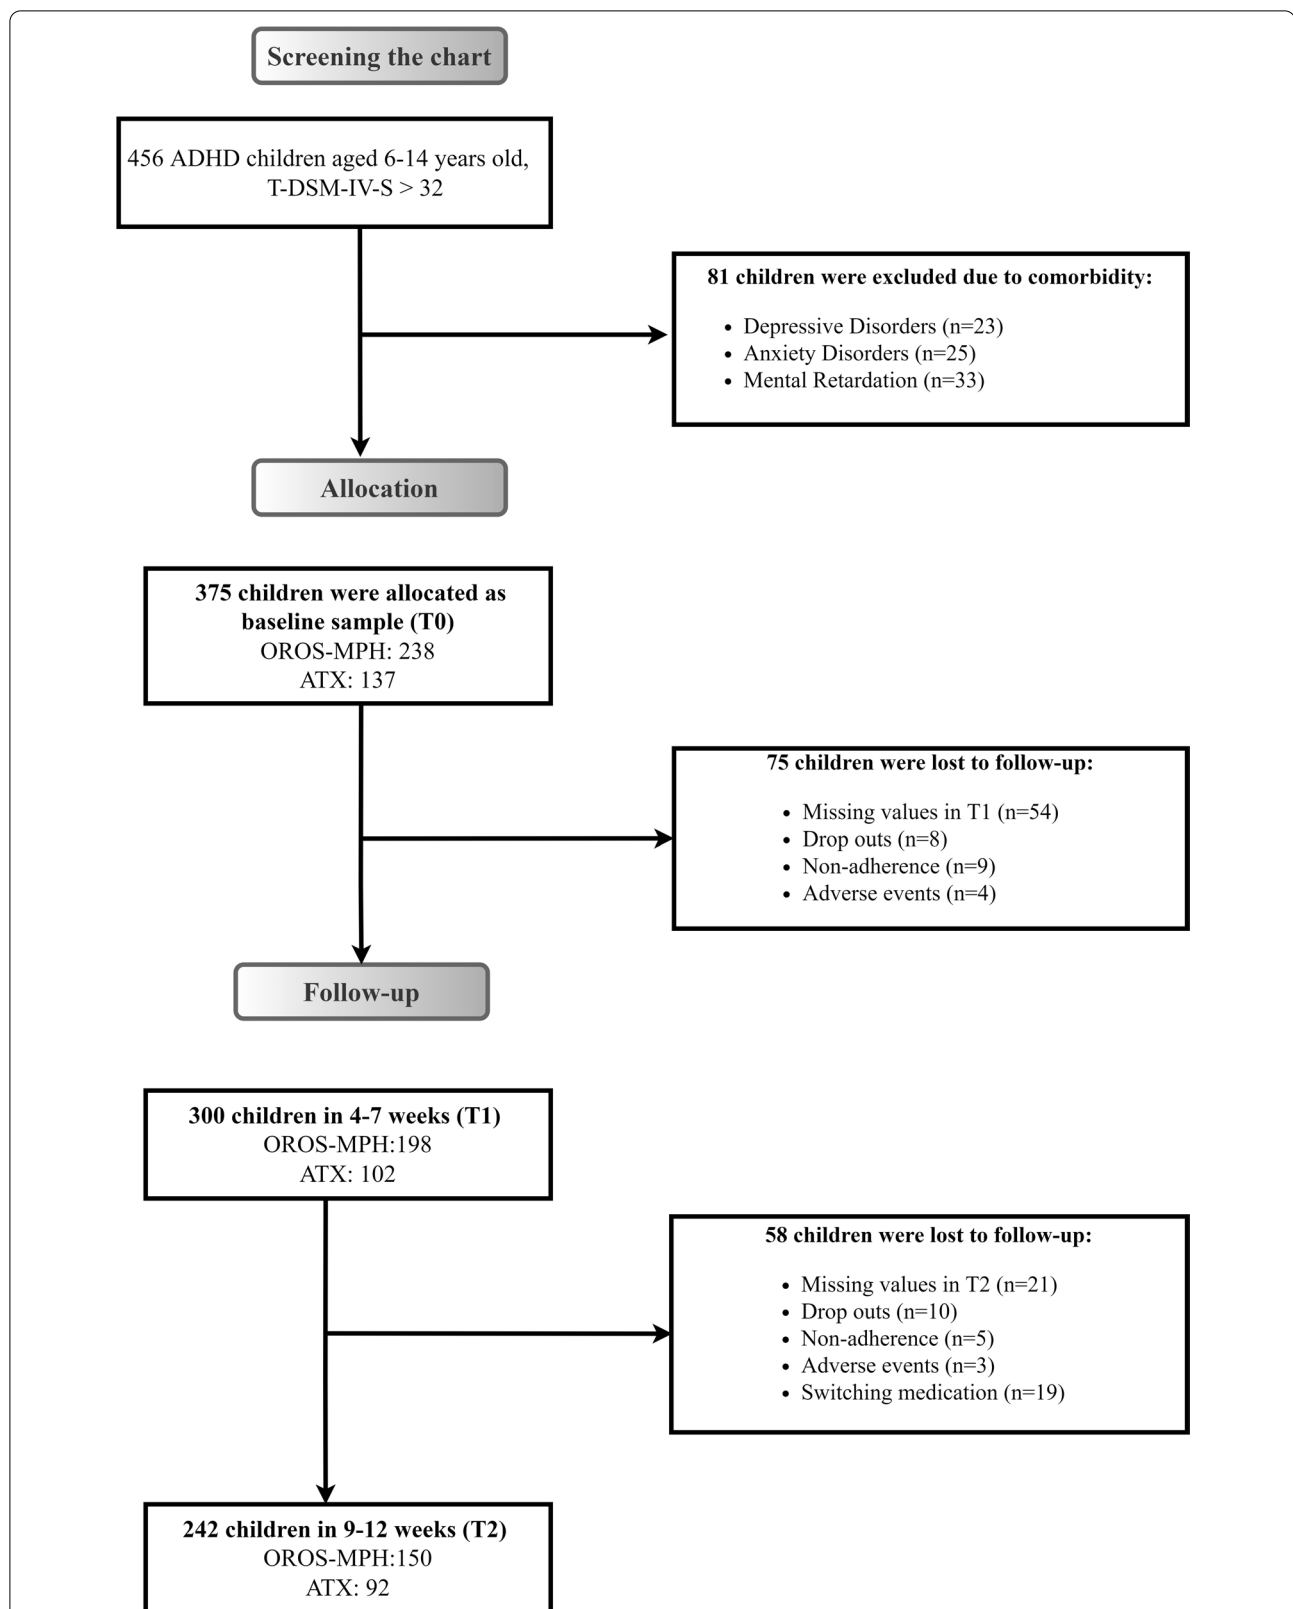 Screening the chart
456 ADHD children aged 6-14 years old,
T-DSM-IV-S > 32
81 children were excluded due to comorbidity:
• Depressive Disorders (n=23)
• Anxiety Disorders (n=25)
• Mental Retardation (n=33)
Allocation
375 children were allocated as
baseline sample (T0)
OROS-MPH: 238
ATX: 137
75 children were lost to follow-up:
• Missing values in T1 (n=54)
• Drop outs (n=8)
• Non-adherence (n=9)
• Adverse events (n=4)
Follow-up
300 children in 4-7 weeks (T1)
OROS-MPH:198
ATX: 102
58 children were lost to follow-up:
• Missing values in T2 (n=21)
• Drop outs (n=10)
• Non-adherence (n=5)
• Adverse events (n=3)
• Switching medication (n=19)
242 children in 9-12 weeks (T2)
OROS-MPH:150
ATX: 92